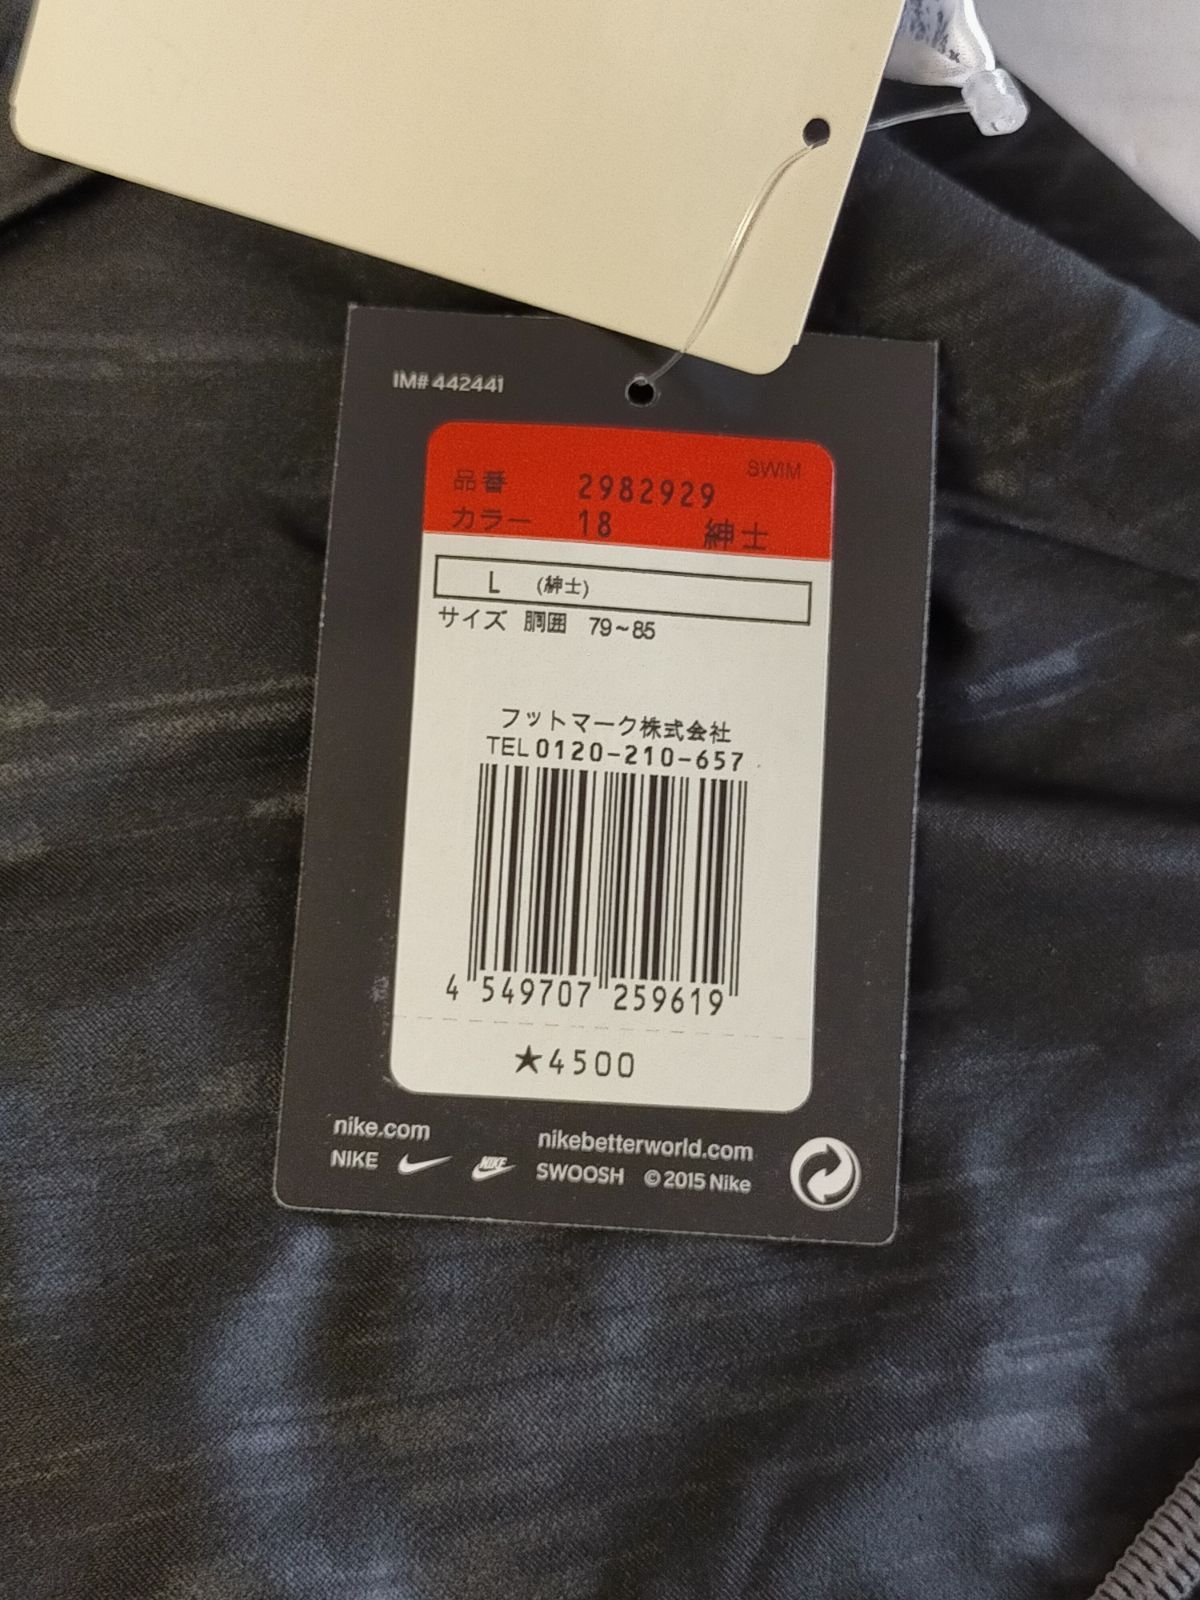 IM# 442441
SWIM
品番 2982929
カラー 18 紳士
L (紳士)
サイズ 胴囲 79~85
フットマーク株式会社
TEL 0120-210-657
4 549707 259619
★4500
nike.com
nikebetterworld.com
NIKE NIKE SWOOSH © 2015 Nike